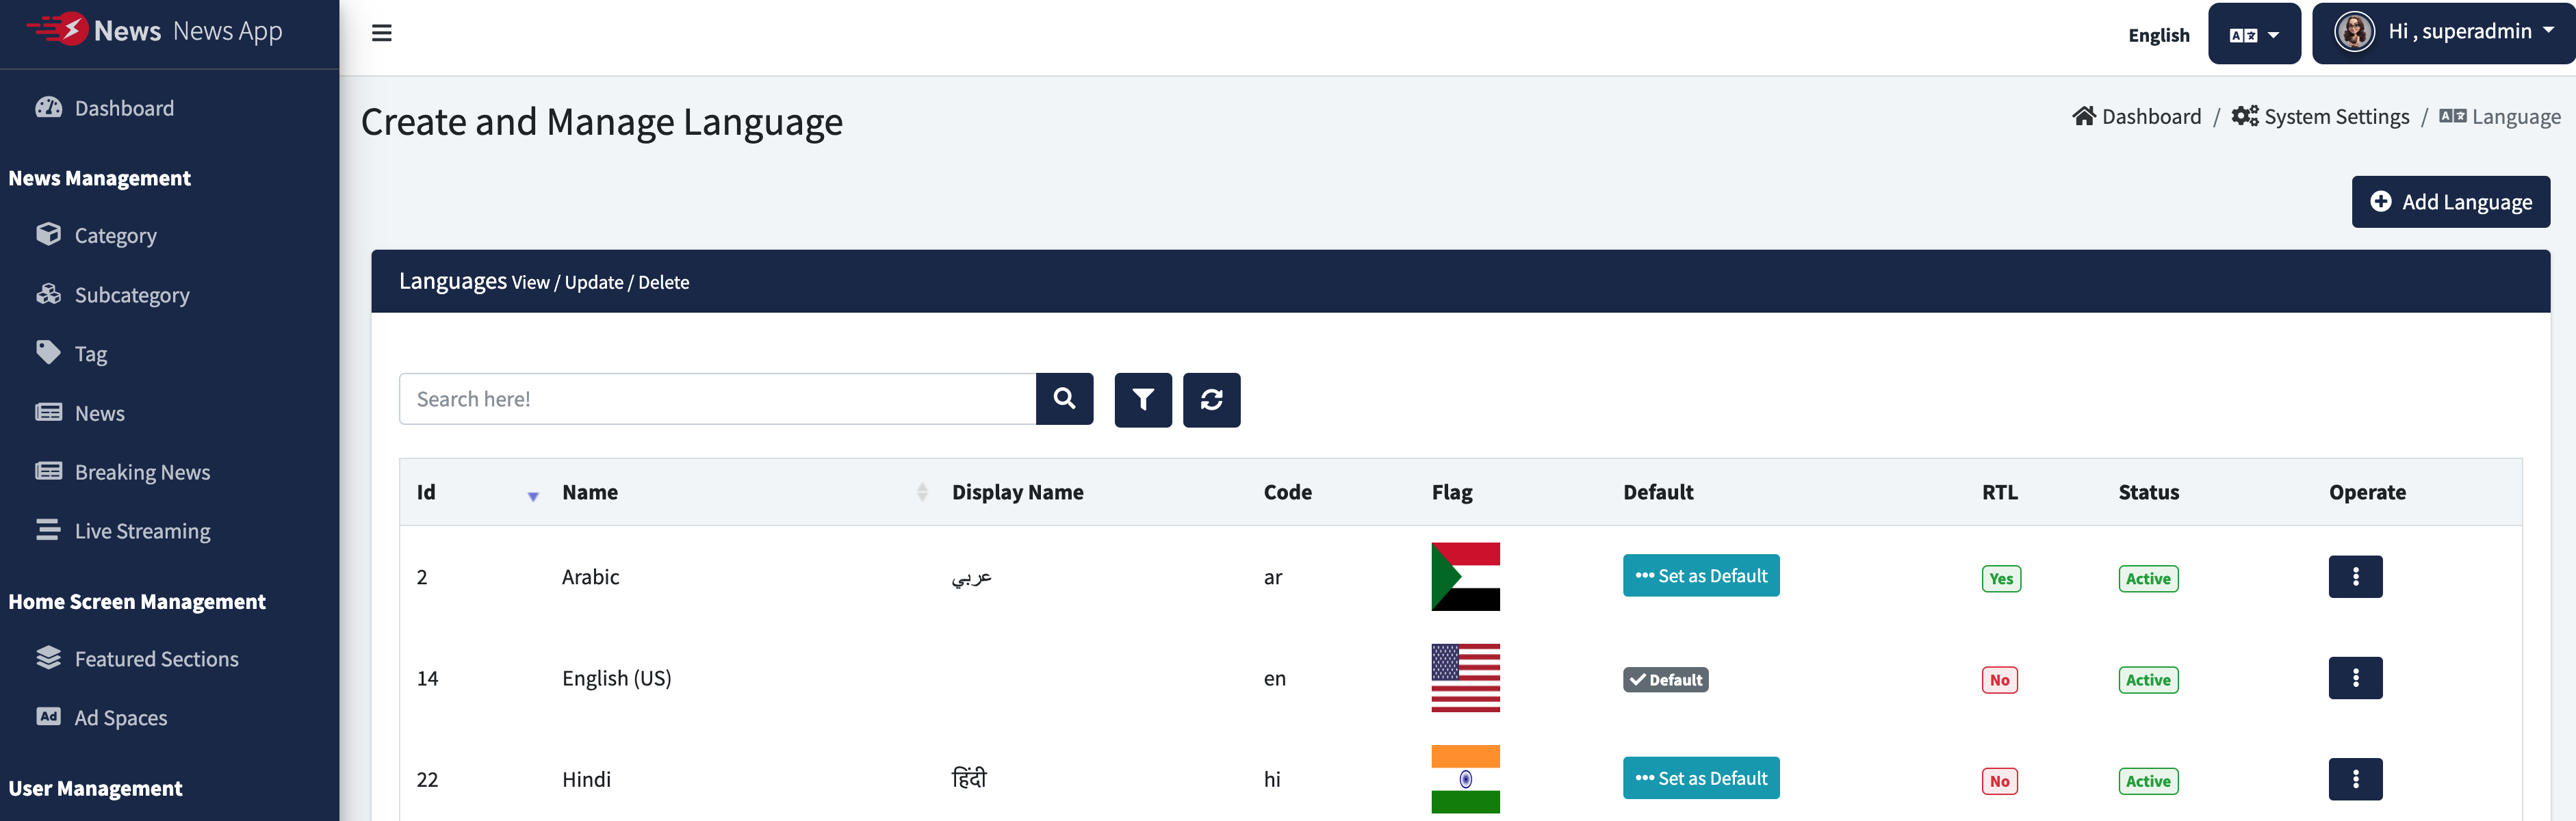 News News App
English
Hi , superadmin
Dashboard
News Management
Category
Subcategory
Tag
News
Breaking News
Live Streaming
Home Screen Management
Featured Sections
Ad Ad Spaces
User Management
Create and Manage Language
Dashboard / System Settings / Language
Add Language
Languages View / Update / Delete
Search here!
Id Name Display Name Code Flag Default RTL Status Operate
2 Arabic عربي ar Set as Default Yes Active
14 English (US) en Default No Active
22 Hindi हिंदी hi Set as Default No Active